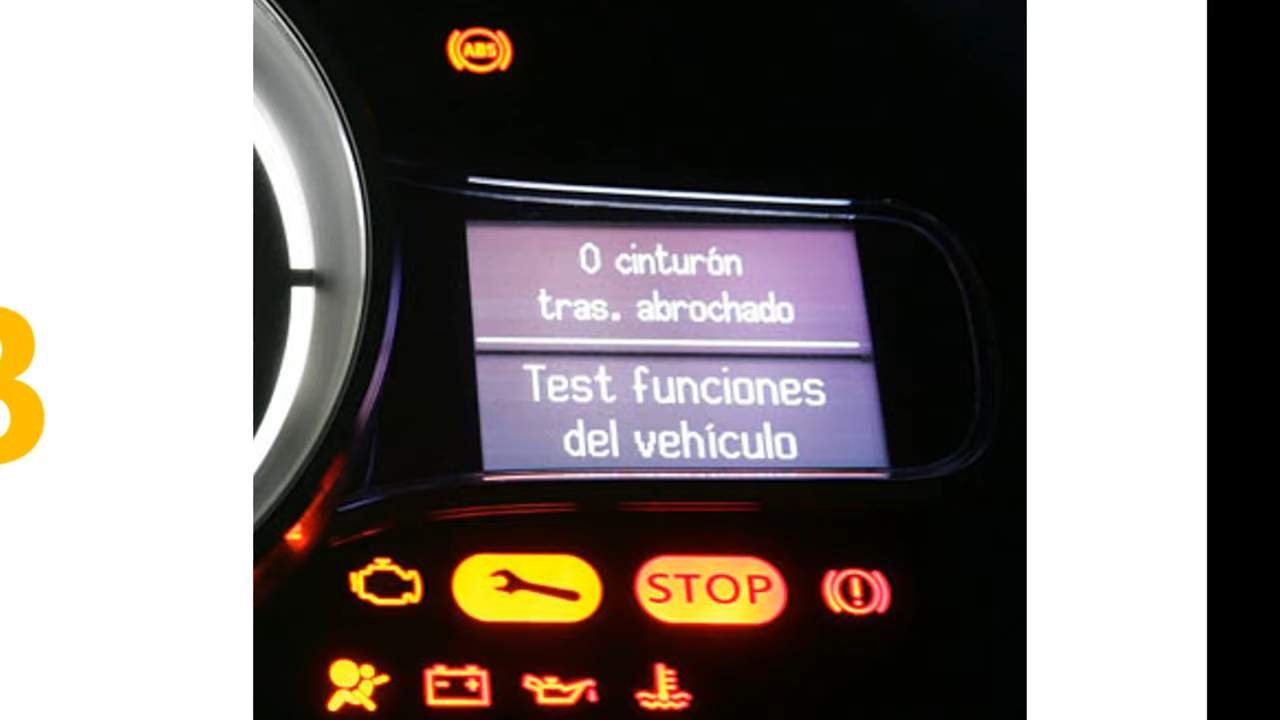 ABS
0 cinturón
tras. abrochado
Test funciones
del vehículo
STOP